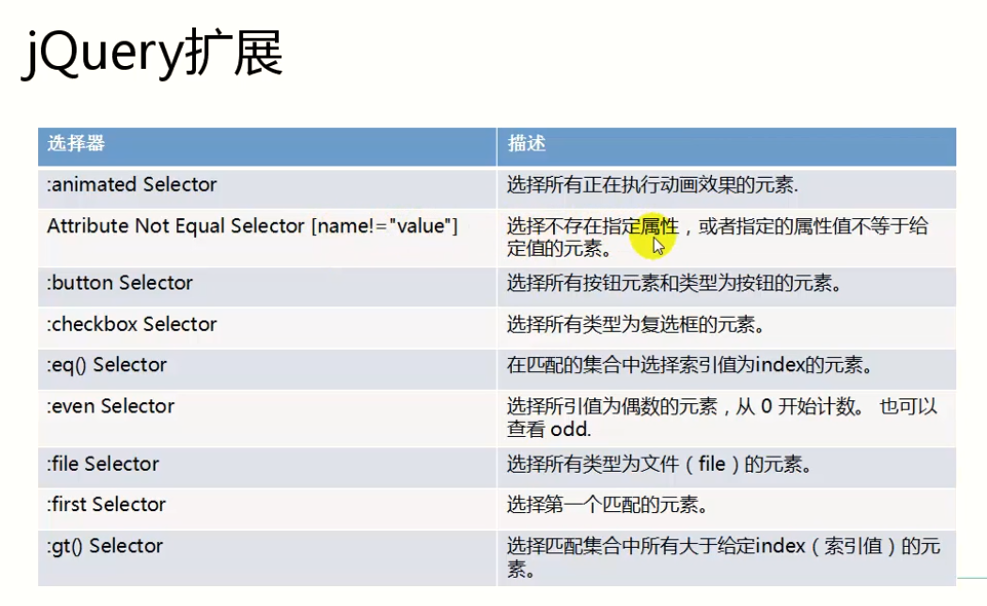 jQuery扩展
选择器 描述
:animated Selector 选择所有正在执行动画效果的元素.
Attribute Not Equal Selector [name!="value"] 选择不存在指定属性，或者指定的属性值不等于给
定值的元素。
:button Selector 选择所有按钮元素和类型为按钮的元素。
:checkbox Selector 选择所有类型为复选框的元素。
:eq() Selector 在匹配的集合中选择索引值为index的元素。
:even Selector 选择所引值为偶数的元素，从 0 开始计数。 也可以
查看 odd.
:file Selector 选择所有类型为文件（file）的元素。
:first Selector 选择第一个匹配的元素。
:gt() Selector 选择匹配集合中所有大于给定index（索引值）的元
素。